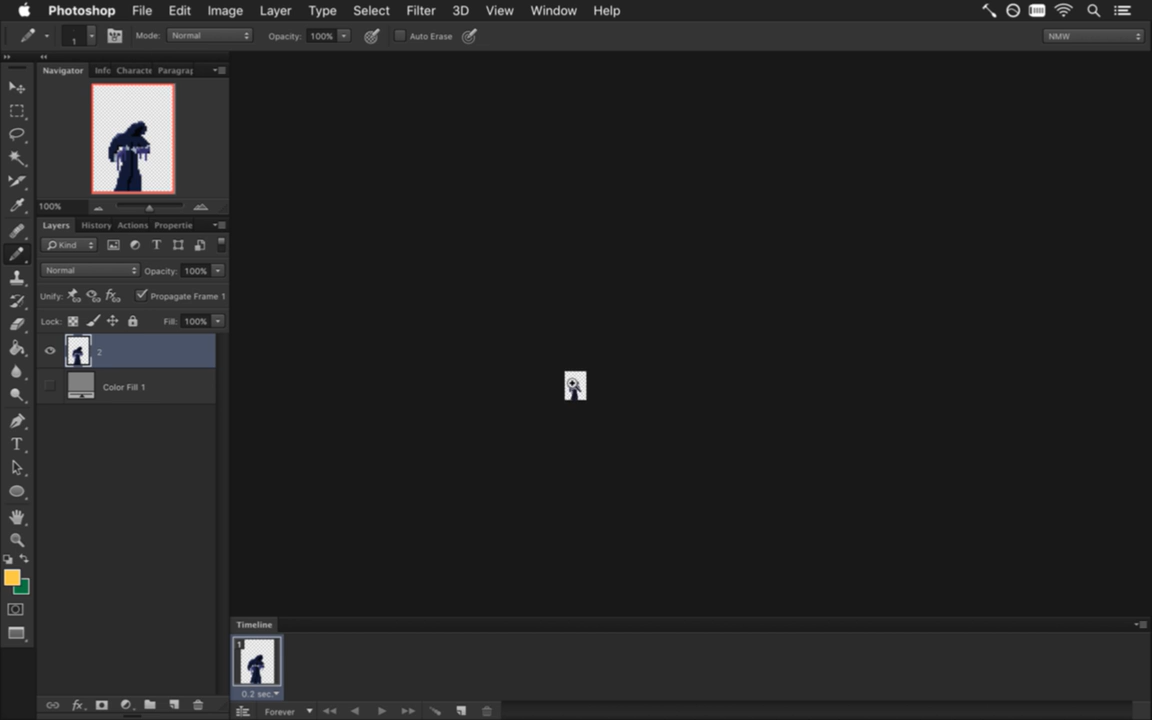 Photoshop File Edit Image Layer Type Select Filter 3D View Window Help
1 Mode: Normal Opacity: 100% Auto Erase NMW
Navigator Info Characte Paragrap
100%
Layers History Actions Propertie
Kind T
Normal Opacity: 100%
Unify: Propagate Frame 1
Lock: Fill: 100%
2
Color Fill 1
T
Timeline
1
0.2 sec.
fx Forever